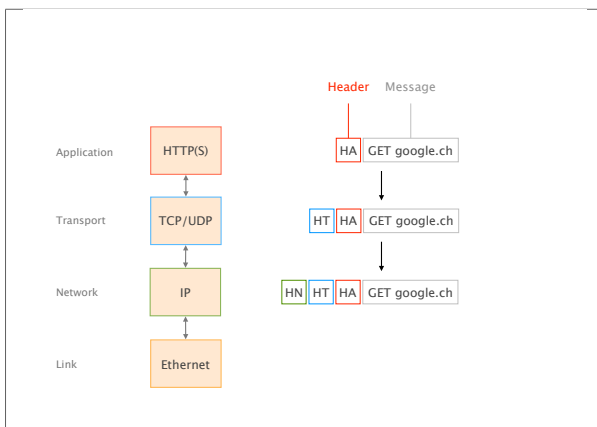 Header Message
Application HTTP(S) HA GET google.ch
Transport TCP/UDP HT HA GET google.ch
Network IP HN HT HA GET google.ch
Link Ethernet